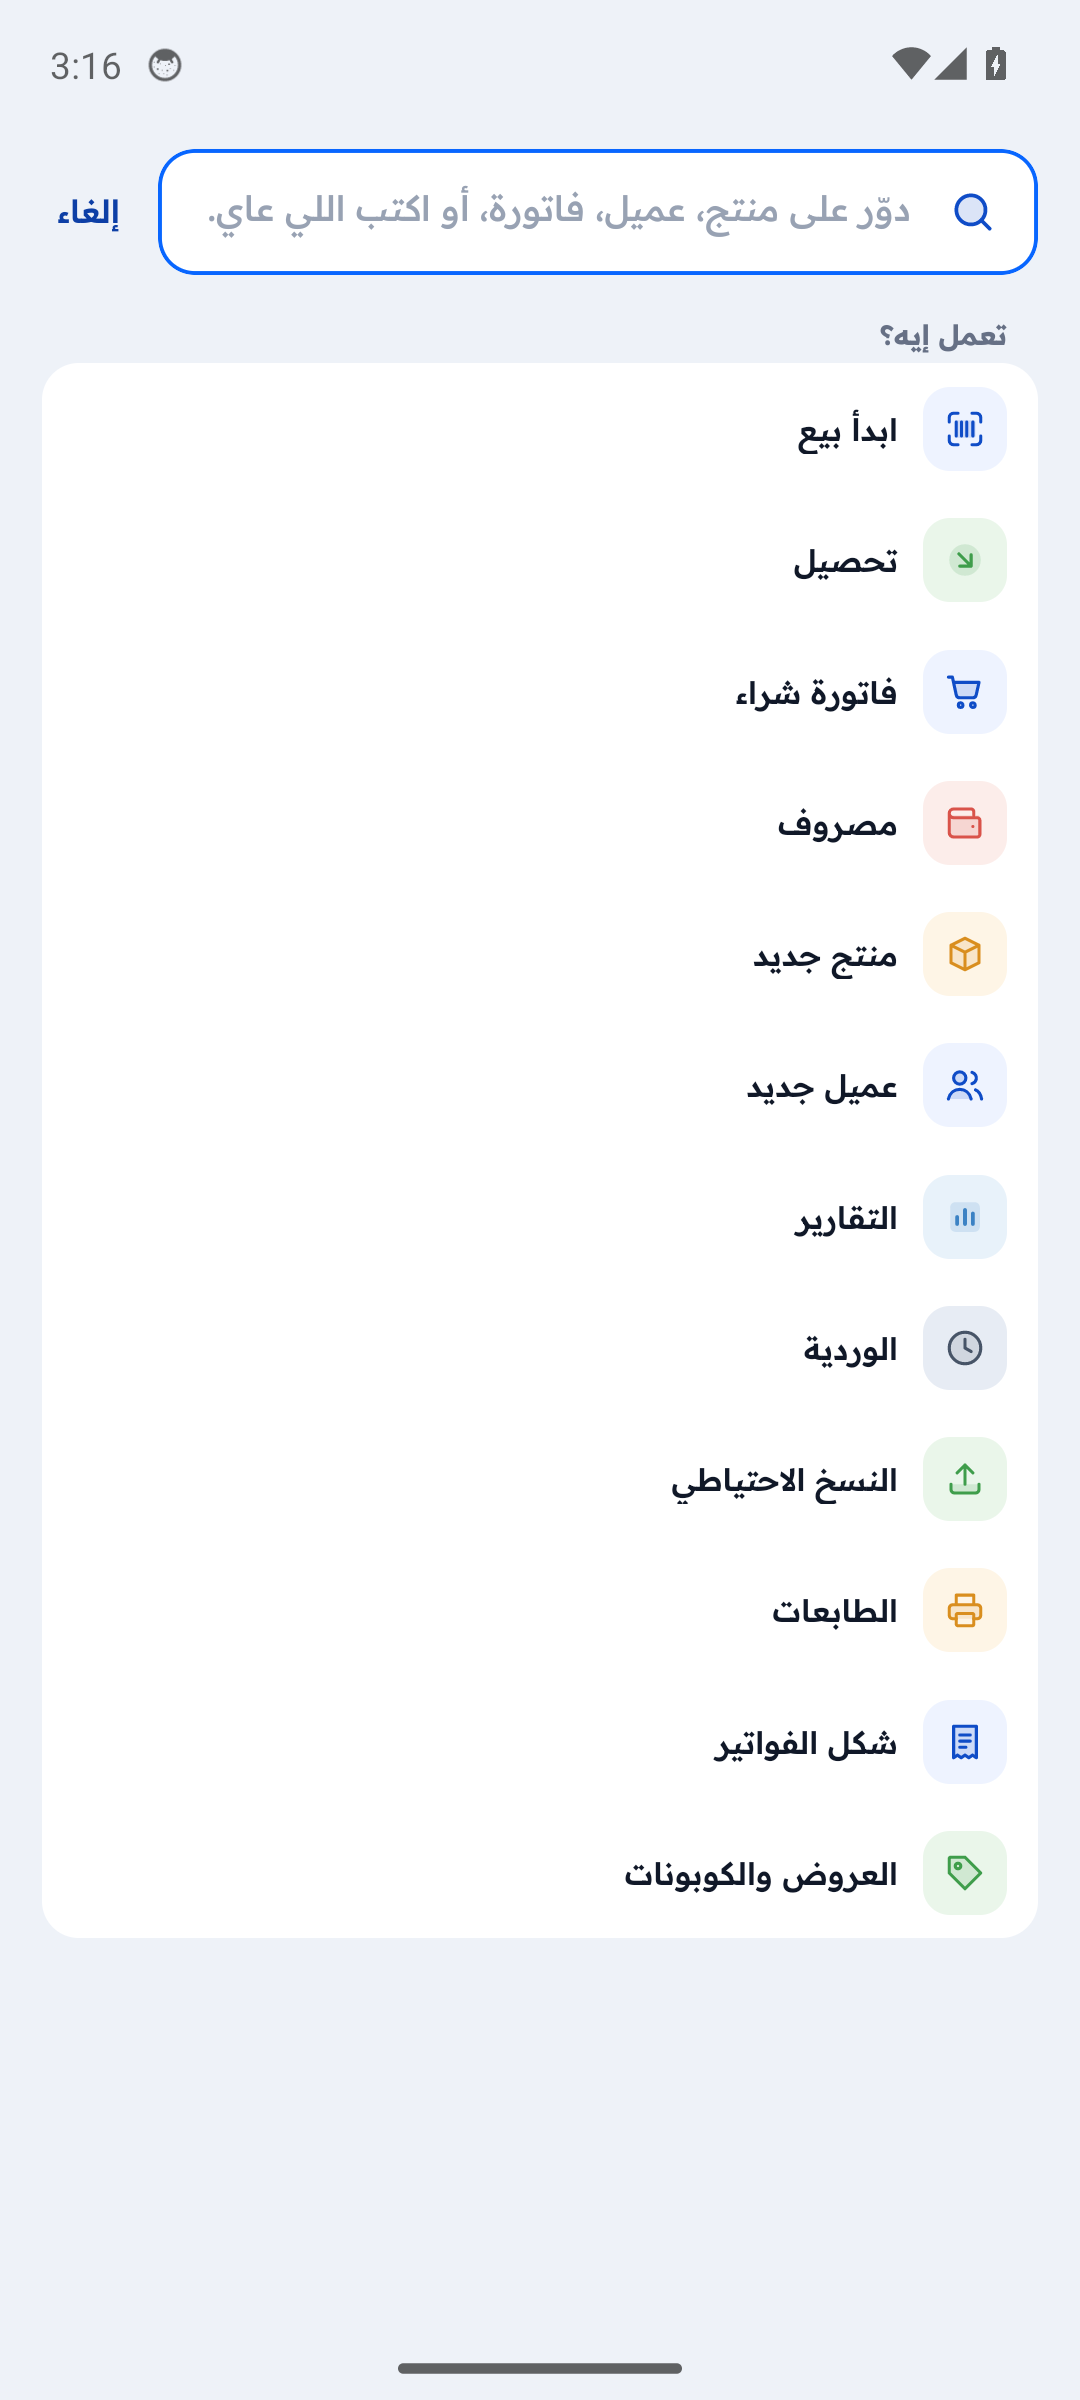 3:16
دوّر على منتج، عميل، فاتورة، أو اكتب اللي عاي.
إلغاء
تعمل إيه؟
ابدأ بيع
تحصيل
فاتورة شراء
مصروف
منتج جديد
عميل جديد
التقارير
الوردية
النسخ الاحتياطي
الطابعات
شكل الفواتير
العروض والكوبونات